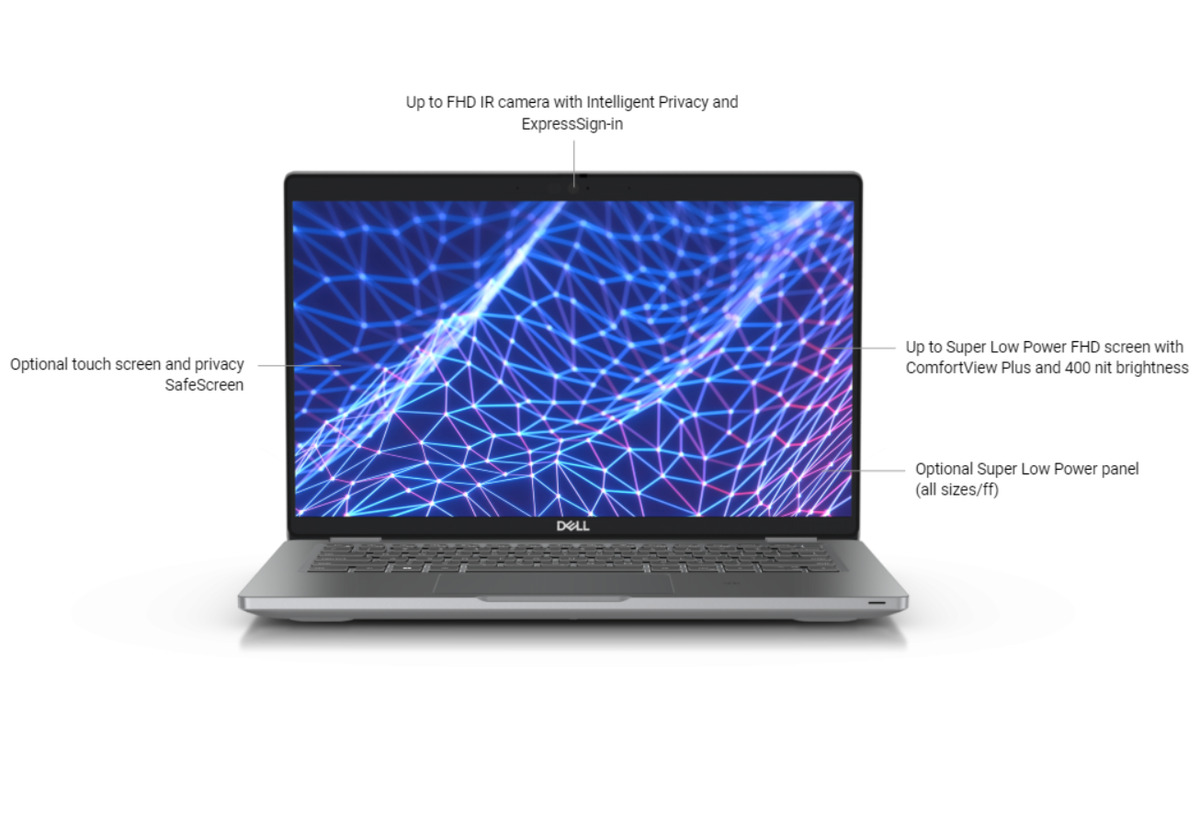 Up to FHD IR camera with Intelligent Privacy and
ExpressSign-in
Optional touch screen and privacy
SafeScreen
Up to Super Low Power FHD screen with
ComfortView Plus and 400 nit brightness
Optional Super Low Power panel
(all sizes/ff)
DELL